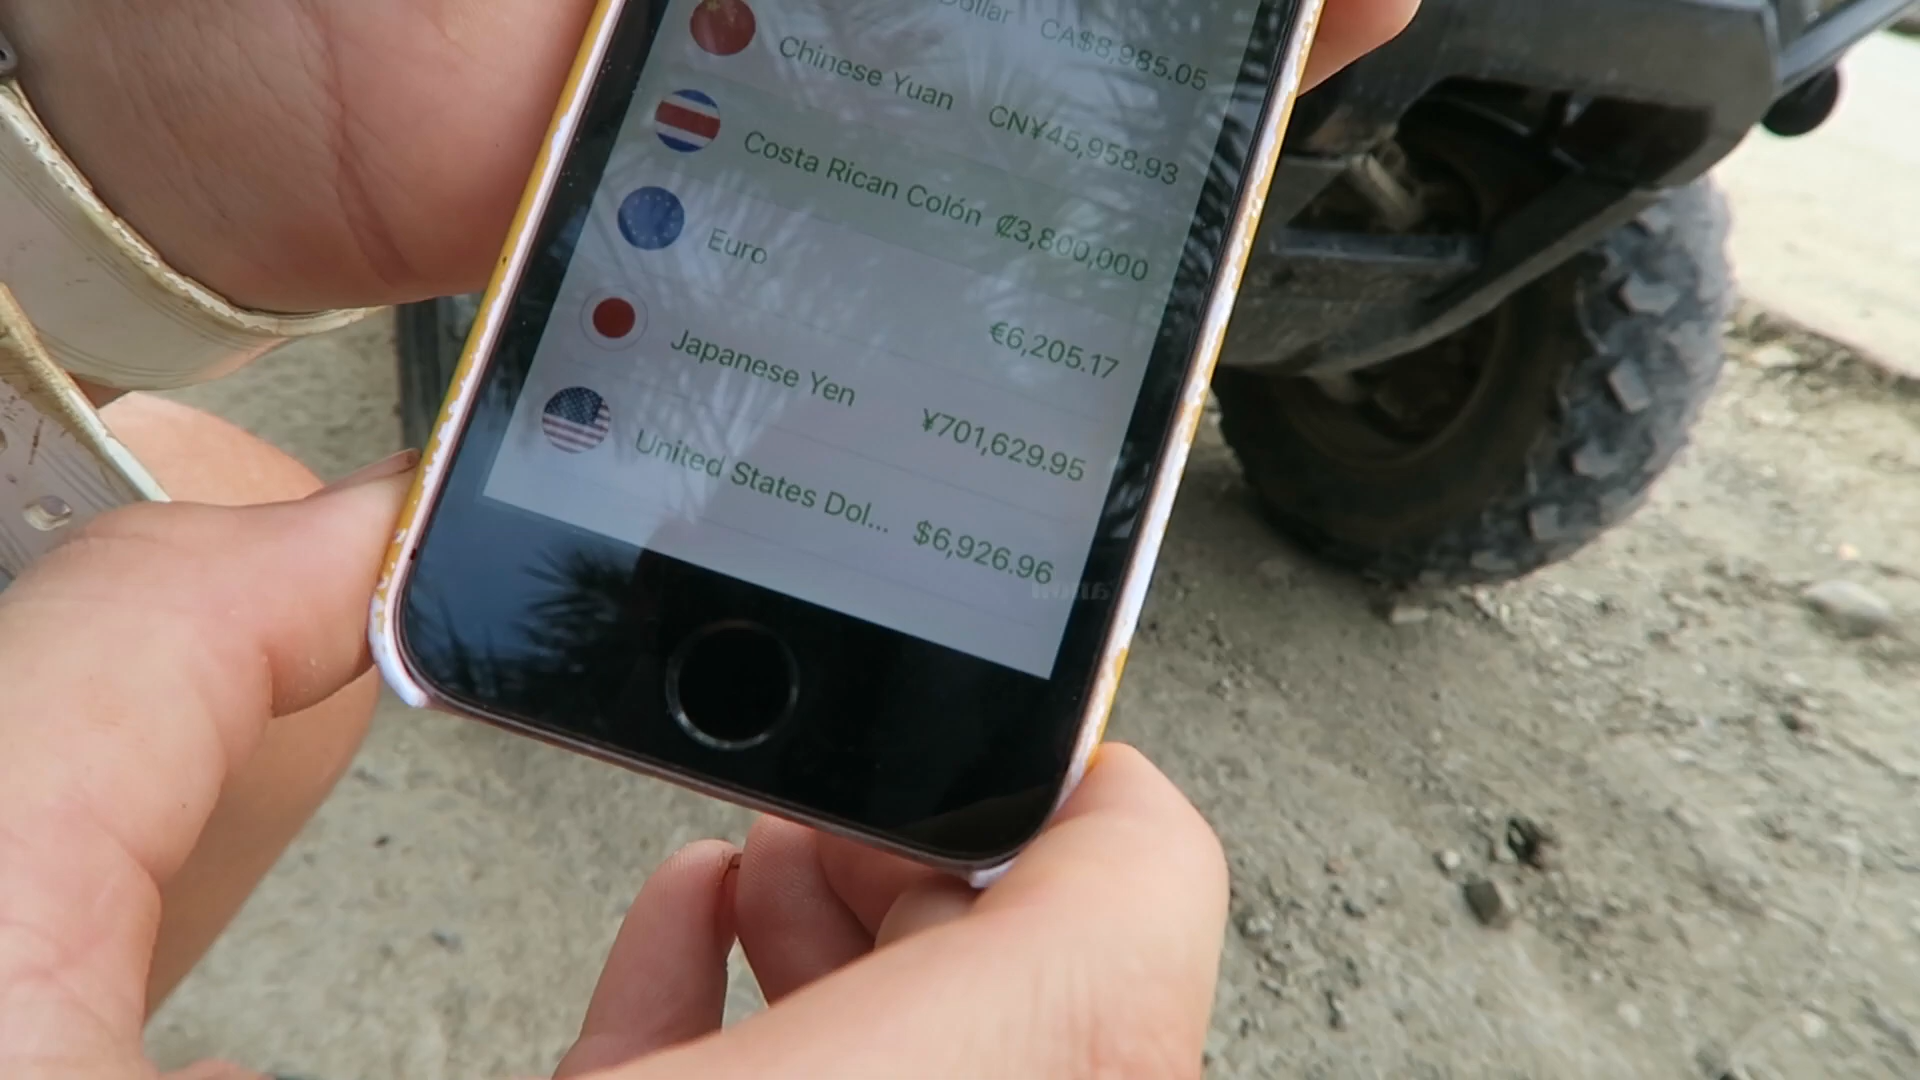 Dollar CA$8,985.05
Chinese Yuan CN¥45,958.93
Costa Rican Colón ₡3,800,000
Euro €6,205.17
Japanese Yen ¥701,629.95
United States Dol... $6,926.96